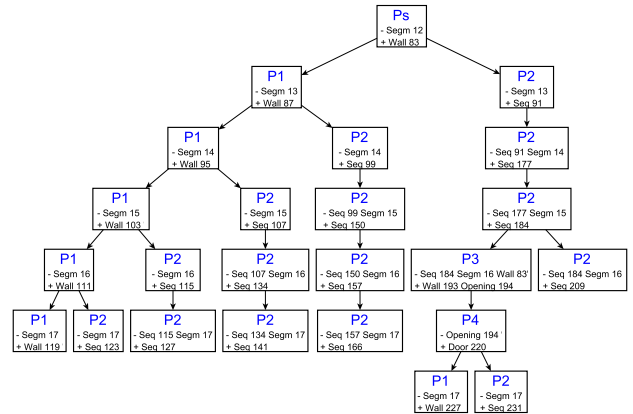 Ps
- Segm 12
+ Wall 83
P1
- Segm 13
+ Wall 87
P2
- Segm 13
+ Seq 91
P1
- Segm 14
+ Wall 95
P2
- Segm 14
+ Seq 99
P2
- Seq 91 Segm 14
+ Seq 177
P1
- Segm 15
+ Wall 103
P2
- Segm 15
+ Seq 107
P2
- Seq 99 Segm 15
+ Seq 150
P2
- Seq 177 Segm 15
+ Seq 184
P1
- Segm 16
+ Wall 111
P2
- Segm 16
+ Seq 115
P2
- Seq 107 Segm 16
+ Seq 134
P2
- Seq 150 Segm 16
+ Seq 157
P3
- Seq 184 Segm 16 Wall 83'
+ Wall 193 Opening 194
P2
- Seq 184 Segm 16
+ Seq 209
P1
- Segm 17
+ Wall 119
P2
- Segm 17
+ Seq 123
P2
- Seq 115 Segm 17
+ Seq 127
P2
- Seq 134 Segm 17
+ Seq 141
P2
- Seq 157 Segm 17
+ Seq 166
P4
- Opening 194 '
+ Door 220
P1
- Segm 17
+ Wall 227
P2
- Segm 17
+ Seq 231